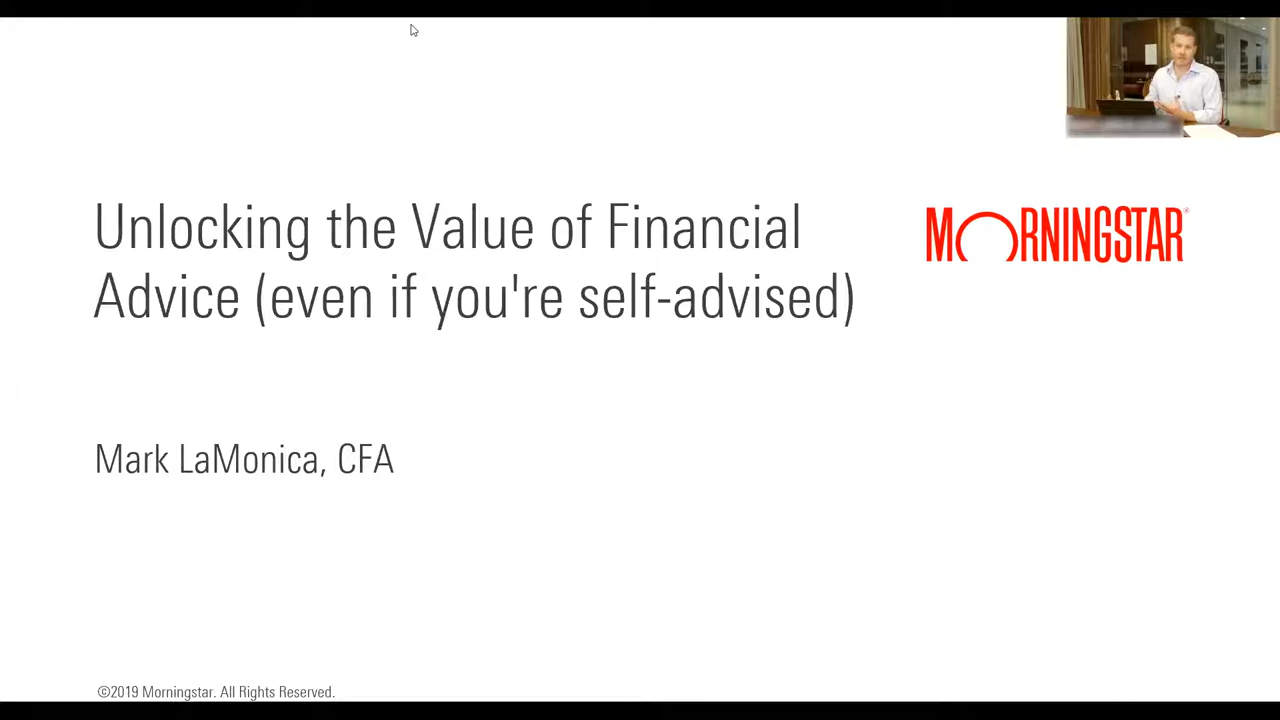 Unlocking the Value of Financial
Advice (even if you're self-advised)
MORNINGSTAR®
Mark LaMonica, CFA
©2019 Morningstar. All Rights Reserved.